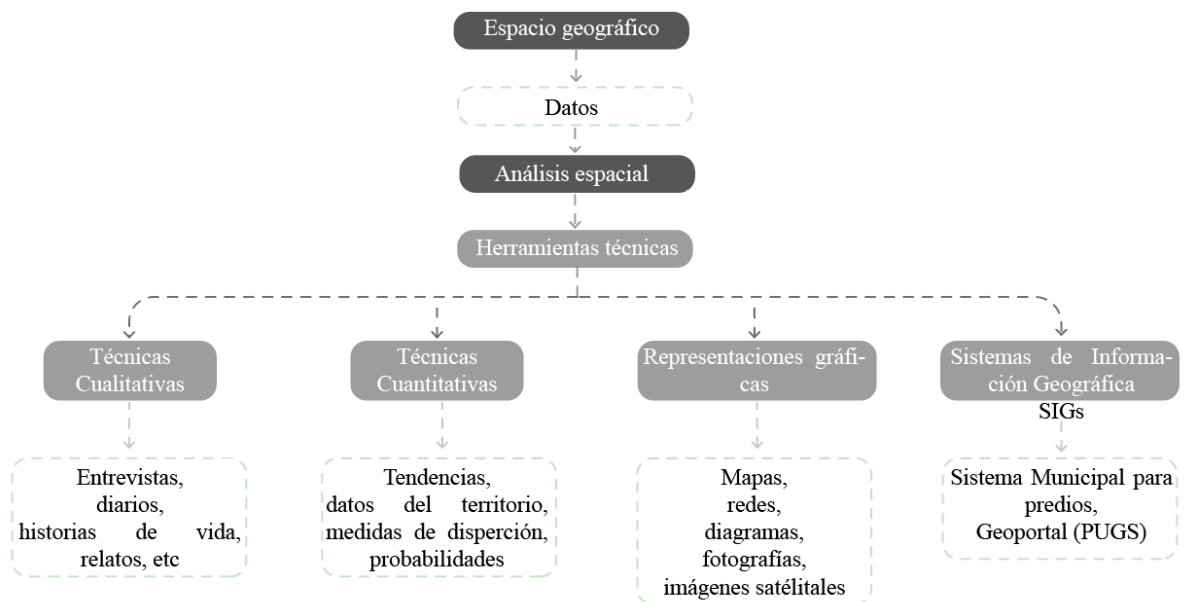 Espacio geográfico
Datos
Análisis espacial
Herramientas técnicas
Técnicas
Cualitativas
Entrevistas,
diarios,
historias de vida,
relatos, etc
Técnicas
Cuantitativas
Tendencias,
datos del territorio,
medidas de disperción,
probabilidades
Representaciones gráfi-
cas
Mapas,
redes,
diagramas,
fotografías,
imágenes satélitales
Sistemas de Informa-
ción Geográfica
SIGs
Sistema Municipal para
predios,
Geoportal (PUGS)